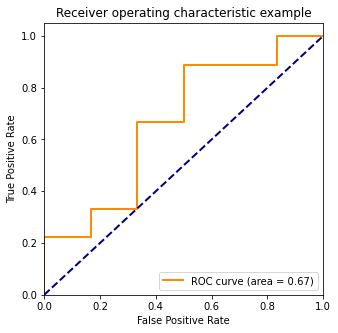 Receiver operating characteristic example
True Positive Rate
1.0
0.8
0.6
0.4
0.2
0.0
ROC curve (area = 0.67)
0.0 0.2 0.4 0.6 0.8 1.0
False Positive Rate